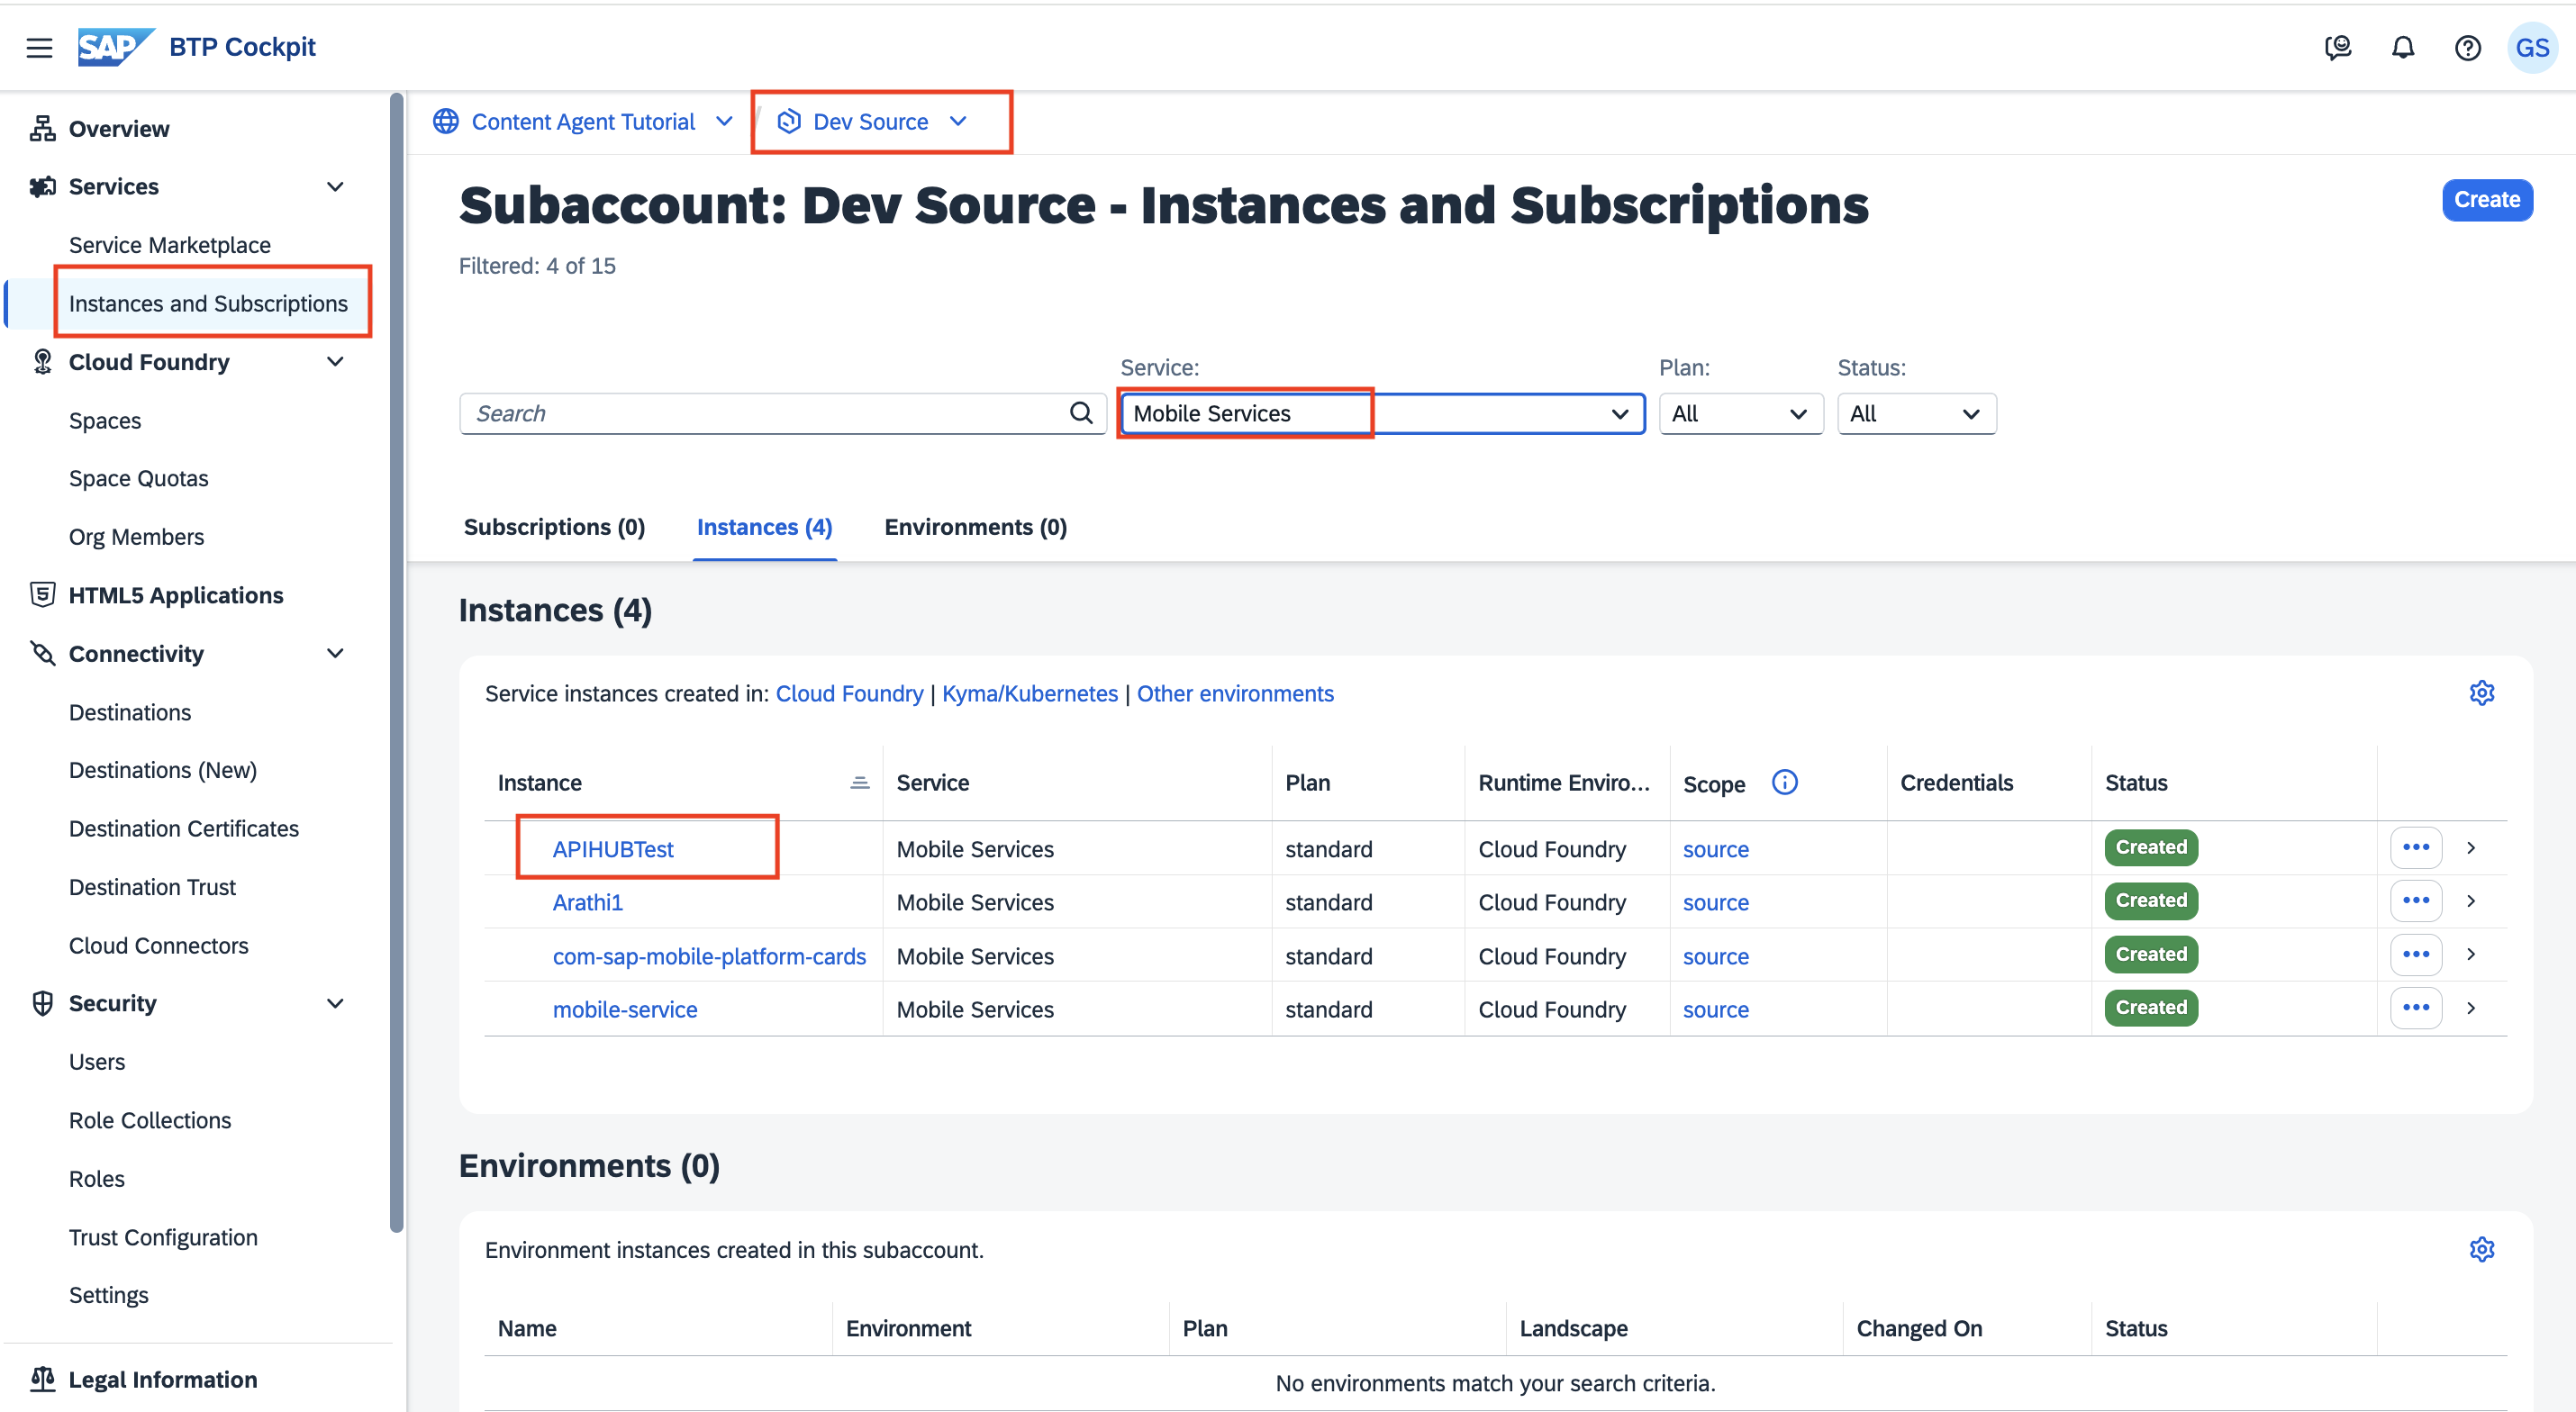 SAP BTP Cockpit
GS
Overview
Services
Service Marketplace
Instances and Subscriptions
Cloud Foundry
Spaces
Space Quotas
Org Members
HTML5 Applications
Connectivity
Destinations
Destinations (New)
Destination Certificates
Destination Trust
Cloud Connectors
Security
Users
Role Collections
Roles
Trust Configuration
Settings
Legal Information
Content Agent Tutorial / Dev Source
Subaccount: Dev Source - Instances and Subscriptions
Create
Filtered: 4 of 15
Service: Plan: Status:
Search Mobile Services All All
Subscriptions (0) Instances (4) Environments (0)
Instances (4)
Service instances created in: Cloud Foundry | Kyma/Kubernetes | Other environments
Instance Service Plan Runtime Enviro... Scope Credentials Status
APIHUBTest Mobile Services standard Cloud Foundry source Created
Arathi1 Mobile Services standard Cloud Foundry source Created
com-sap-mobile-platform-cards Mobile Services standard Cloud Foundry source Created
mobile-service Mobile Services standard Cloud Foundry source Created
Environments (0)
Environment instances created in this subaccount.
Name Environment Plan Landscape Changed On Status
No environments match your search criteria.